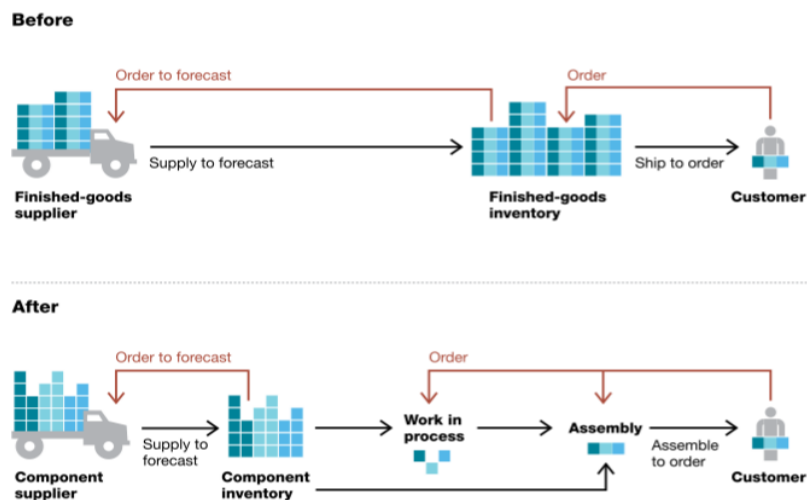 Before
Order to forecast
Order
Supply to forecast
Ship to order
Finished-goods
supplier
Finished-goods
inventory
Customer
After
Order to forecast
Order
Work in
process
Assembly
Supply to
forecast
Assemble
to order
Component
supplier
Component
inventory
Customer